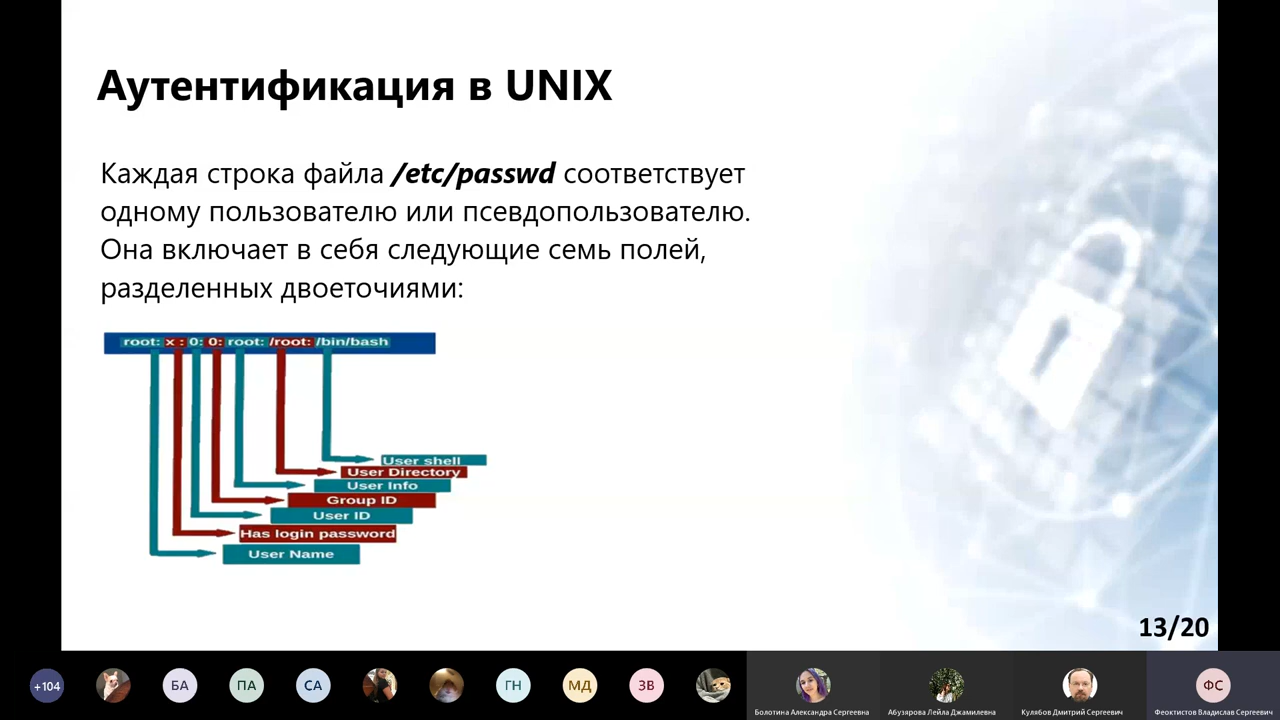 Аутентификация в UNIX
Каждая строка файла /etc/passwd соответствует
одному пользователю или псевдопользователю.
Она включает в себя следующие семь полей,
разделенных двоеточиями:
root: x : 0: 0: root: /root: /bin/bash
User shell
User Directory
User Info
Group ID
User ID
Has login password
User Name
13/20
+104
БА
ПА
СА
ГН
МД
ЗВ
ФС
Болотина Александра Сергеевна
Абузярова Лейла Джамилевна
Кулябов Дмитрий Сергеевич
Феоктистов Владислав Сергеевич